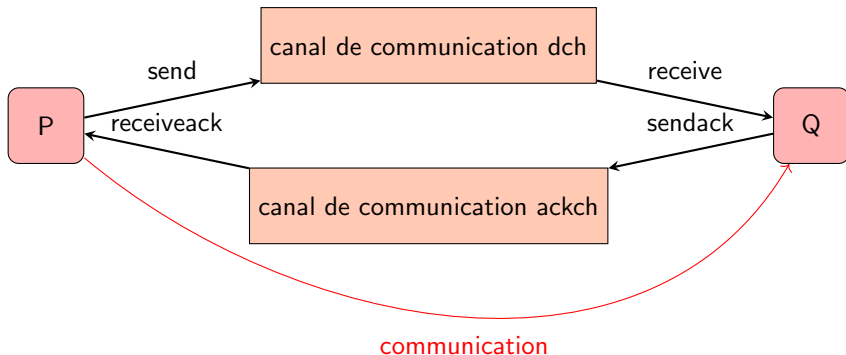 canal de communication dch
send
receive
P
receiveack
sendack
Q
canal de communication ackch
communication